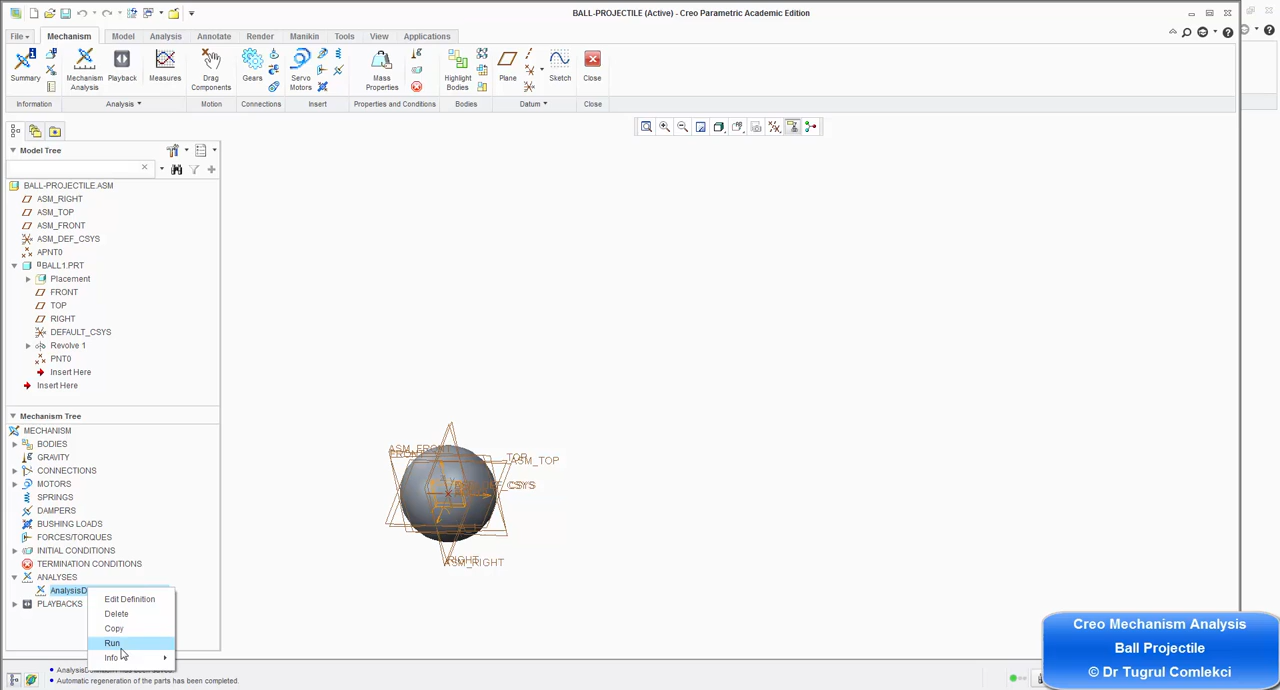 BALL-PROJECTILE (Active) - Creo Parametric Academic Edition
File
Mechanism
Model
Analysis
Annotate
Render
Manikin
Tools
View
Applications
Summary
Mechanism Analysis
Playback
Measures
Drag Components
Gears
Servo Motors
Mass Properties
Highlight Bodies
Plane
Sketch
Close
Information
Analysis
Motion
Connections
Insert
Properties and Conditions
Bodies
Datum
Close
Model Tree
BALL-PROJECTILE.ASM
ASM_RIGHT
ASM_TOP
ASM_FRONT
ASM_DEF_CSYS
APNT0
BALL1.PRT
Placement
FRONT
TOP
RIGHT
DEFAULT_CSYS
Revolve 1
PNT0
Insert Here
Insert Here
Mechanism Tree
MECHANISM
BODIES
GRAVITY
CONNECTIONS
MOTORS
SPRINGS
DAMPERS
BUSHING LOADS
FORCES/TORQUES
INITIAL CONDITIONS
TERMINATION CONDITIONS
ANALYSES
AnalysisD
PLAYBACKS
Edit Definition
Delete
Copy
Run
Info
ASM_FRONT
ASM_TOP
ASM_RIGHT
Automatic regeneration of the parts has been completed.
Creo Mechanism Analysis
Ball Projectile
© Dr Tugrul Comlekci